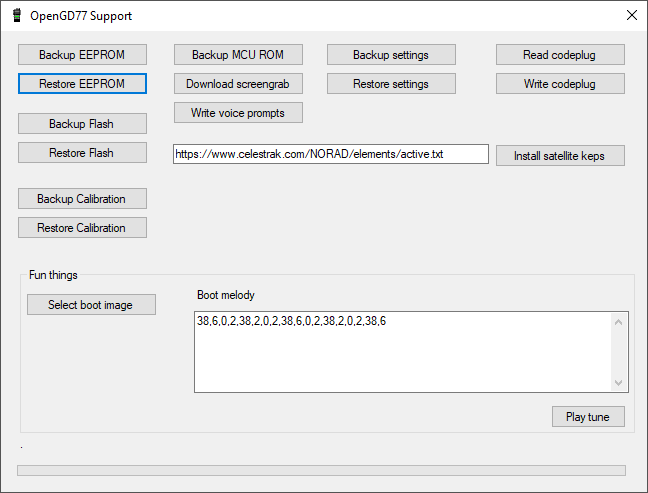 OpenGD77 Support
Backup EEPROM
Backup MCU ROM
Backup settings
Read codeplug
Restore EEPROM
Download screengrab
Restore settings
Write codeplug
Write voice prompts
Backup Flash
Restore Flash
https://www.celestrak.com/NORAD/elements/active.txt
Install satellite keps
Backup Calibration
Restore Calibration
Fun things
Select boot image
Boot melody
38,6,0,2,38,2,0,2,38,6,0,2,38,2,0,2,38,6
Play tune
.